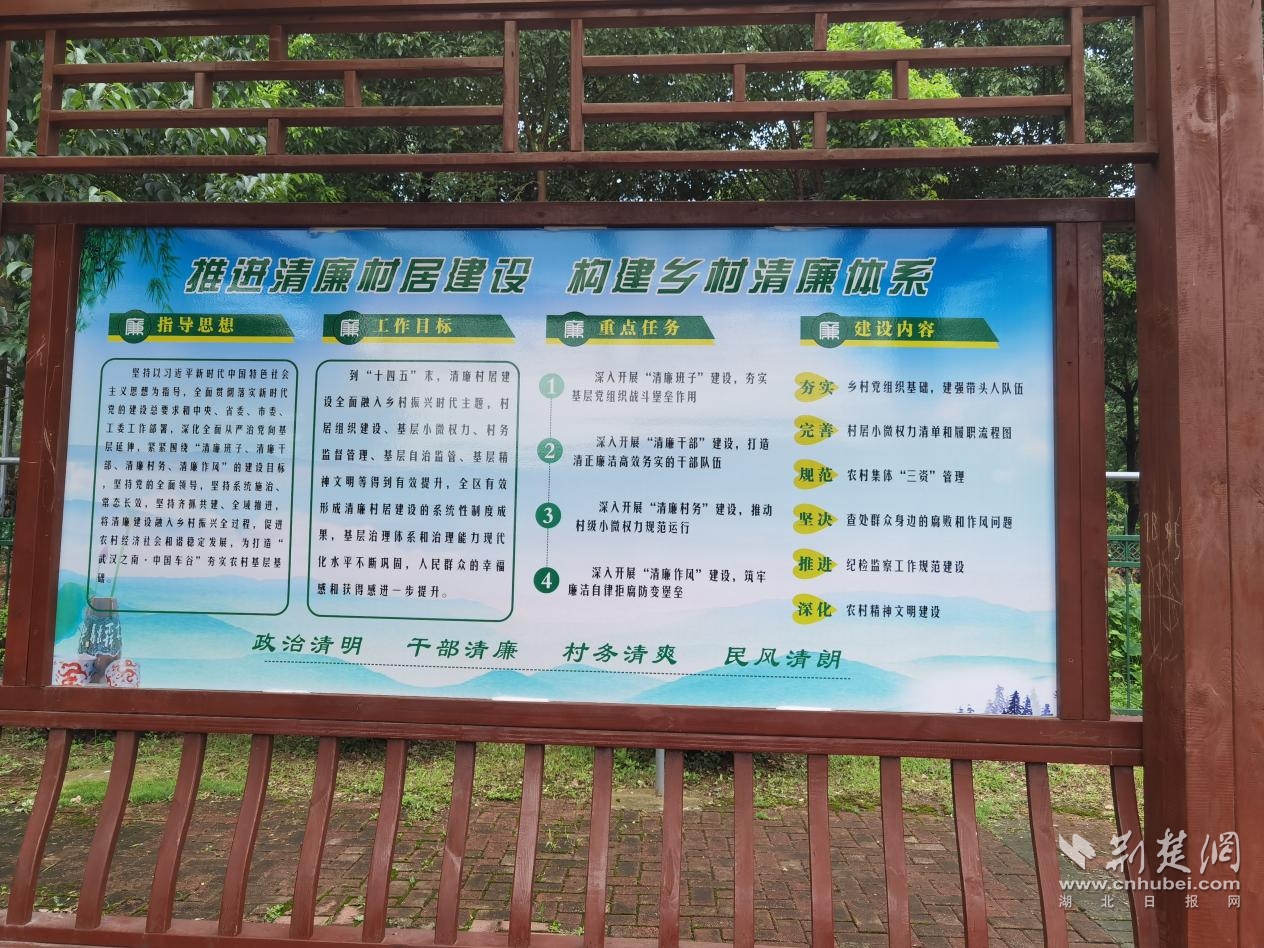 推进清廉村居建设 构建乡村清廉体系
廉 指导思想
坚持以习近平新时代中国特色社会
主义思想为指导，全面贯彻落实新时代
党的建设总要求和中央、省委、市委、
工委工作部署，深化全面从严治党向基
层延伸，紧紧围绕“清廉班子、清廉干
部、清廉村务、清廉作风”的建设目标
，坚持党的全面领导，坚持系统施治、
常态长效，坚持齐抓共建、全域推进，
将清廉建设融入乡村振兴全过程，促进
农村经济社会和谐稳定发展，为打造“
武汉之南·中国车谷”夯实农村基层基
础。
廉 工作目标
到“十四五”末，清廉村居建
设全面融入乡村振兴时代主题，村
居组织建设、基层小微权力、村务
监督管理、基层自治监管、基层精
神文明等得到有效提升，全区有效
形成清廉村居建设的系统性制度成
果，基层治理体系和治理能力现代
化水平不断巩固，人民群众的幸福
感和获得感进一步提升。
廉 重点任务
1 深入开展“清廉班子”建设，夯实
基层党组织战斗堡垒作用
2 深入开展“清廉干部”建设，打造
清正廉洁高效务实的干部队伍
3 深入开展“清廉村务”建设，推动
村级小微权力规范运行
4 深入开展“清廉作风”建设，筑牢
廉洁自律拒腐防变堡垒
廉 建设内容
夯实 乡村党组织基础，建强带头人队伍
完善 村居小微权力清单和履职流程图
规范 农村集体“三资”管理
坚决 查处群众身边的腐败和作风问题
推进 纪检监察工作规范建设
深化 农村精神文明建设
政治清明 干部清廉 村务清爽 民风清朗
荆楚网
www.cnhubei.com
湖北日报网